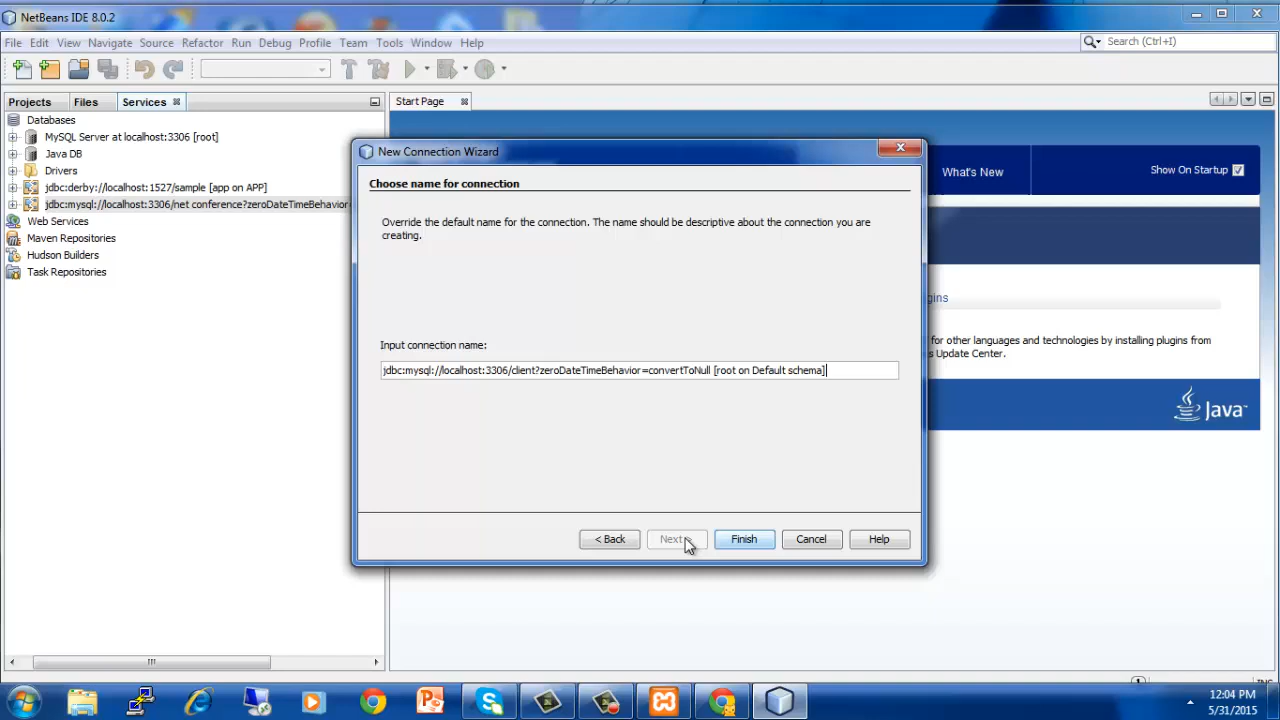 NetBeans IDE 8.0.2
File Edit View Navigate Source Refactor Run Debug Profile Team Tools Window Help
Search (Ctrl+I)
Projects Files Services
Start Page
Databases
MySQL Server at localhost:3306 [root]
Java DB
Drivers
jdbc:derby://localhost:1527/sample [app on APP]
jdbc:mysql://localhost:3306/net conference?zeroDateTimeBehavior=
Web Services
Maven Repositories
Hudson Builders
Task Repositories
What's New
Show On Startup
gins
for other languages and technologies by installing plugins from
s Update Center.
Java
New Connection Wizard
Choose name for connection
Override the default name for the connection. The name should be descriptive about the connection you are
creating.
Input connection name:
jdbc:mysql://localhost:3306/client?zeroDateTimeBehavior=convertToNull [root on Default schema]
< Back Next Finish Cancel Help
12:04 PM
5/31/2015